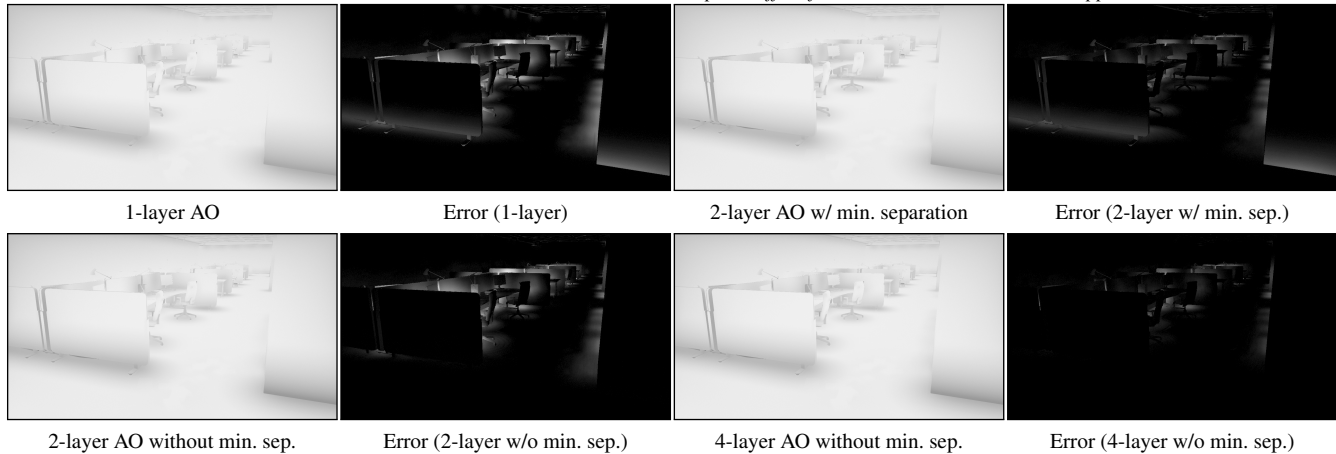 1-layer AO
Error (1-layer)
2-layer AO w/ min. separation
Error (2-layer w/ min. sep.)
2-layer AO without min. sep.
Error (2-layer w/o min. sep.)
4-layer AO without min. sep.
Error (4-layer w/o min. sep.)